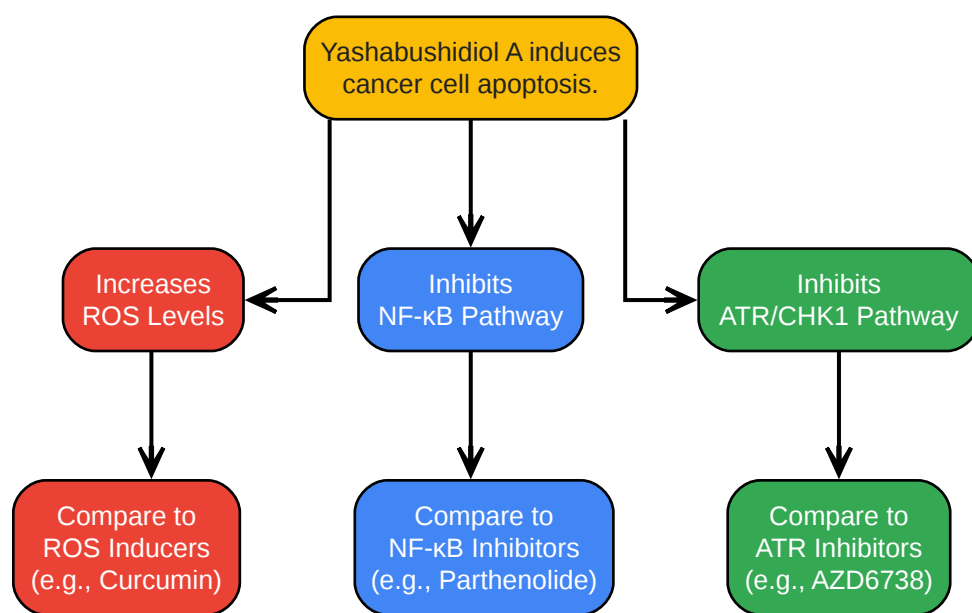 Yashabushidiol A induces
cancer cell apoptosis.
Increases
ROS Levels
Inhibits
NF-κB Pathway
Inhibits
ATR/CHK1 Pathway
Compare to
ROS Inducers
(e.g., Curcumin)
Compare to
NF-κB Inhibitors
(e.g., Parthenolide)
Compare to
ATR Inhibitors
(e.g., AZD6738)